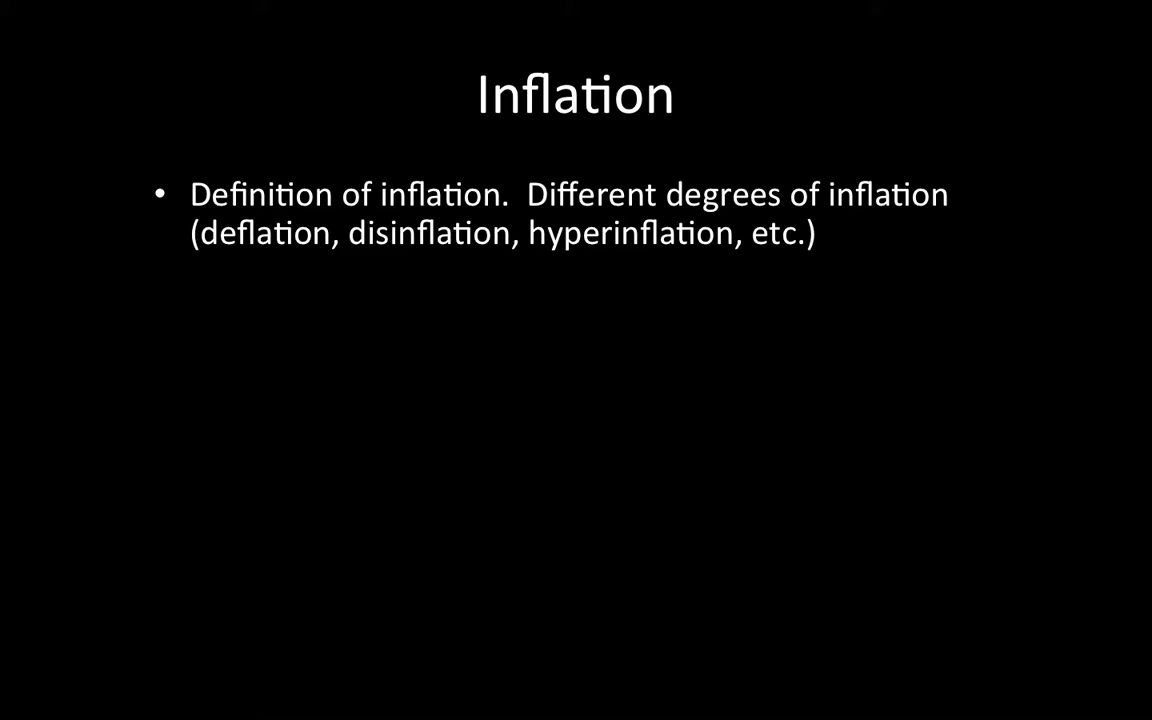 Inflation
• Definition of inflation.  Different degrees of inflation
(deflation, disinflation, hyperinflation, etc.)